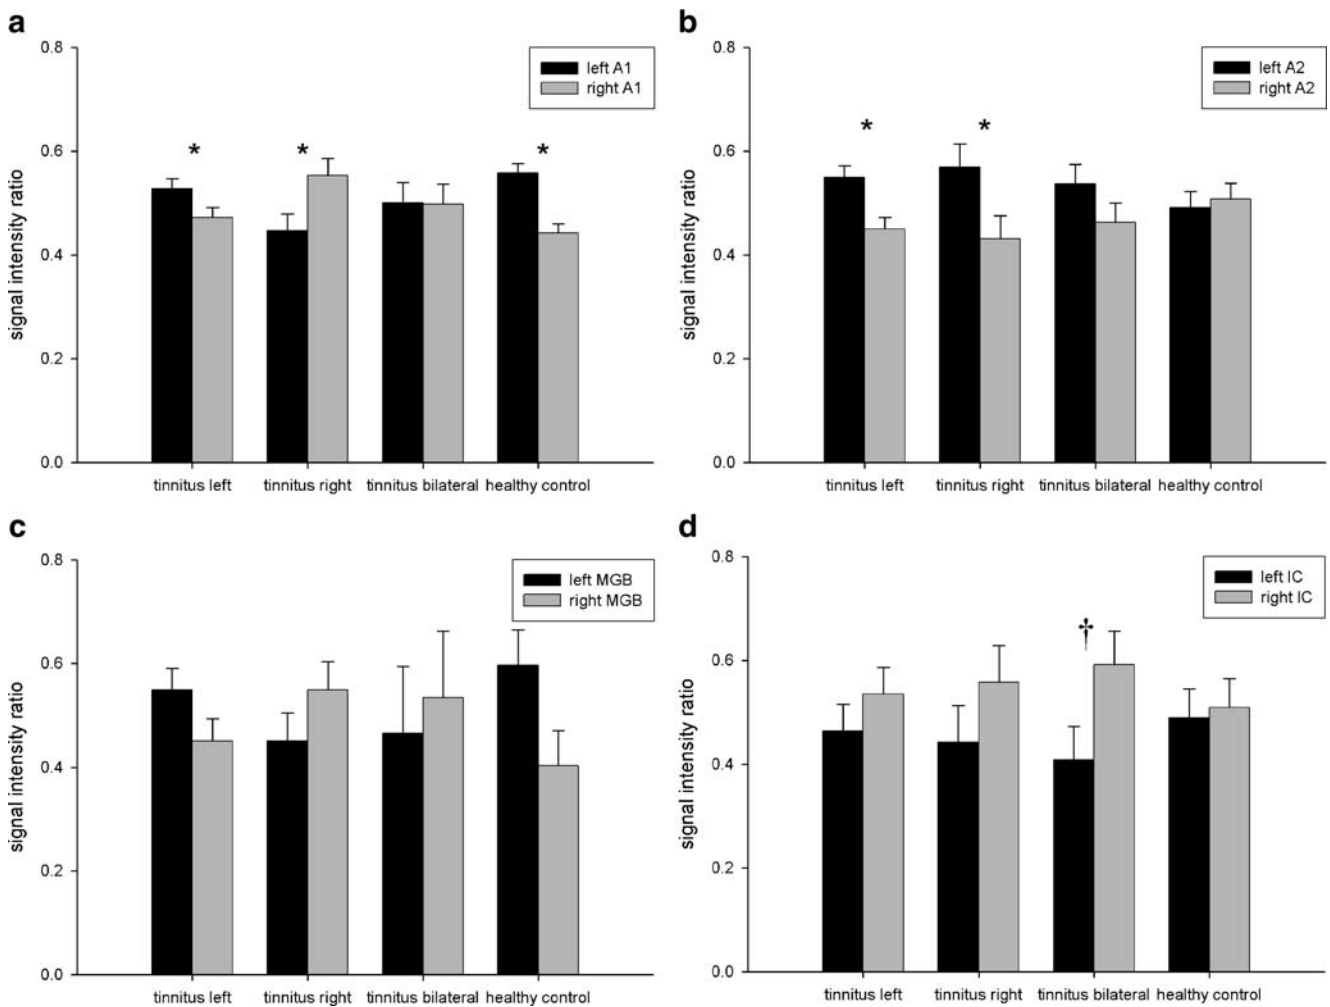 a
0.8
left A1
right A1
* * *
0.6
0.4
0.2
0.0
signal intensity ratio
tinnitus left tinnitus right tinnitus bilateral healthy control
b
0.8
left A2
right A2
* *
0.6
0.4
0.2
0.0
signal intensity ratio
tinnitus left tinnitus right tinnitus bilateral healthy control
c
0.8
left MGB
right MGB
0.6
0.4
0.2
0.0
signal intensity ratio
tinnitus left tinnitus right tinnitus bilateral healthy control
d
0.8
left IC
right IC
†
0.6
0.4
0.2
0.0
signal intensity ratio
tinnitus left tinnitus right tinnitus bilateral healthy control